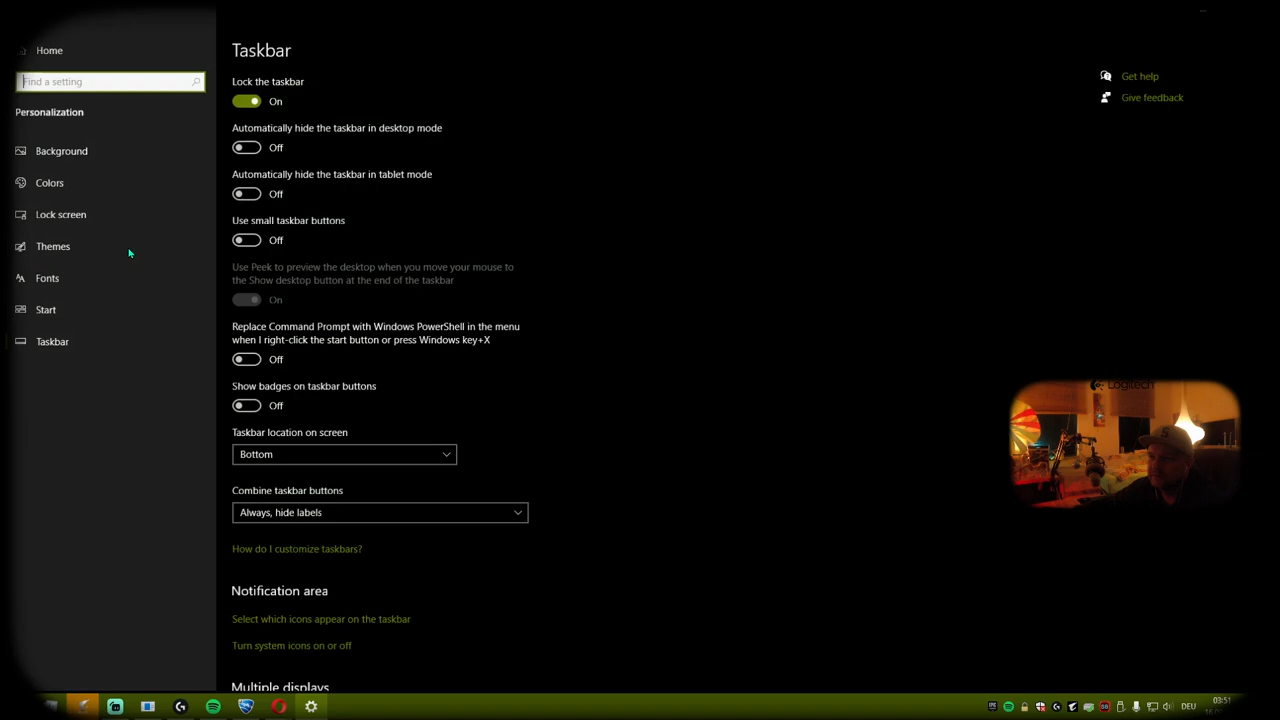 Home
Find a setting
Personalization
Background
Colors
Lock screen
Themes
Fonts
Start
Taskbar
Taskbar
Lock the taskbar
On
Automatically hide the taskbar in desktop mode
Off
Automatically hide the taskbar in tablet mode
Off
Use small taskbar buttons
Off
Use Peek to preview the desktop when you move your mouse to
the Show desktop button at the end of the taskbar
On
Replace Command Prompt with Windows PowerShell in the menu
when I right-click the start button or press Windows key+X
Off
Show badges on taskbar buttons
Off
Taskbar location on screen
Bottom
Combine taskbar buttons
Always, hide labels
How do I customize taskbars?
Notification area
Select which icons appear on the taskbar
Turn system icons on or off
Multiple displays
Get help
Give feedback
Logitech
DEU
03:51